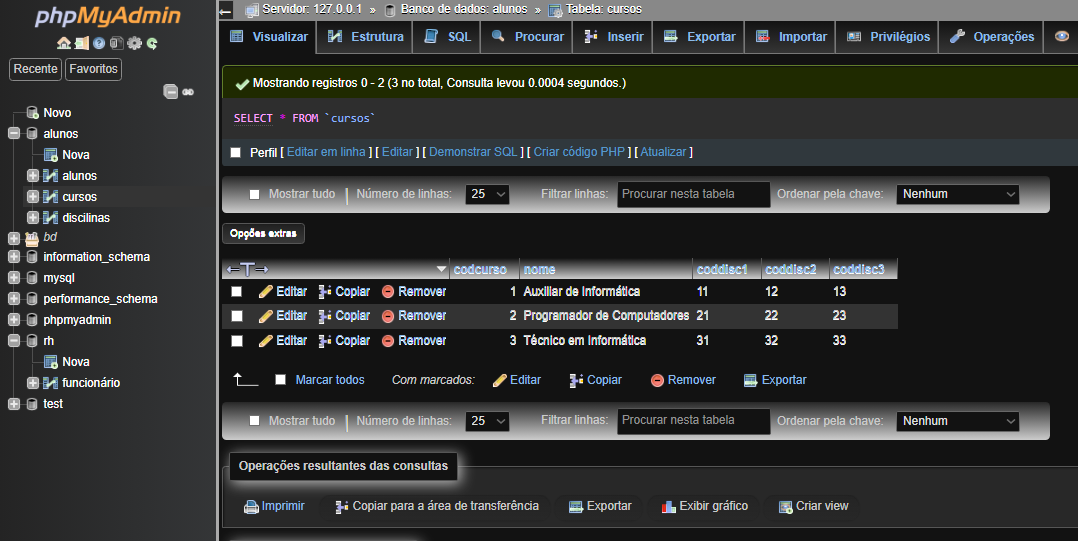 phpMyAdmin
Recente Favoritos
Novo
alunos
Nova
alunos
cursos
discilinas
bd
information_schema
mysql
performance_schema
phpmyadmin
rh
Nova
funcionário
test
Servidor: 127.0.0.1 » Banco de dados: alunos » Tabela: cursos
Visualizar Estrutura SQL Procurar Inserir Exportar Importar Privilégios Operações
Mostrando registros 0 - 2 (3 no total, Consulta levou 0.0004 segundos.)
SELECT * FROM `cursos`
Perfil [ Editar em linha ] [ Editar ] [ Demonstrar SQL ] [ Criar código PHP ] [ Atualizar ]
Mostrar tudo Número de linhas: 25 Filtrar linhas: Procurar nesta tabela Ordenar pela chave: Nenhum
Opções extras
codcurso nome coddisc1 coddisc2 coddisc3
Editar Copiar Remover 1 Auxiliar de Informática 11 12 13
Editar Copiar Remover 2 Programador de Computadores 21 22 23
Editar Copiar Remover 3 Técnico em Informática 31 32 33
Marcar todos Com marcados: Editar Copiar Remover Exportar
Mostrar tudo Número de linhas: 25 Filtrar linhas: Procurar nesta tabela Ordenar pela chave: Nenhum
Operações resultantes das consultas
Imprimir Copiar para a área de transferência Exportar Exibir gráfico Criar view